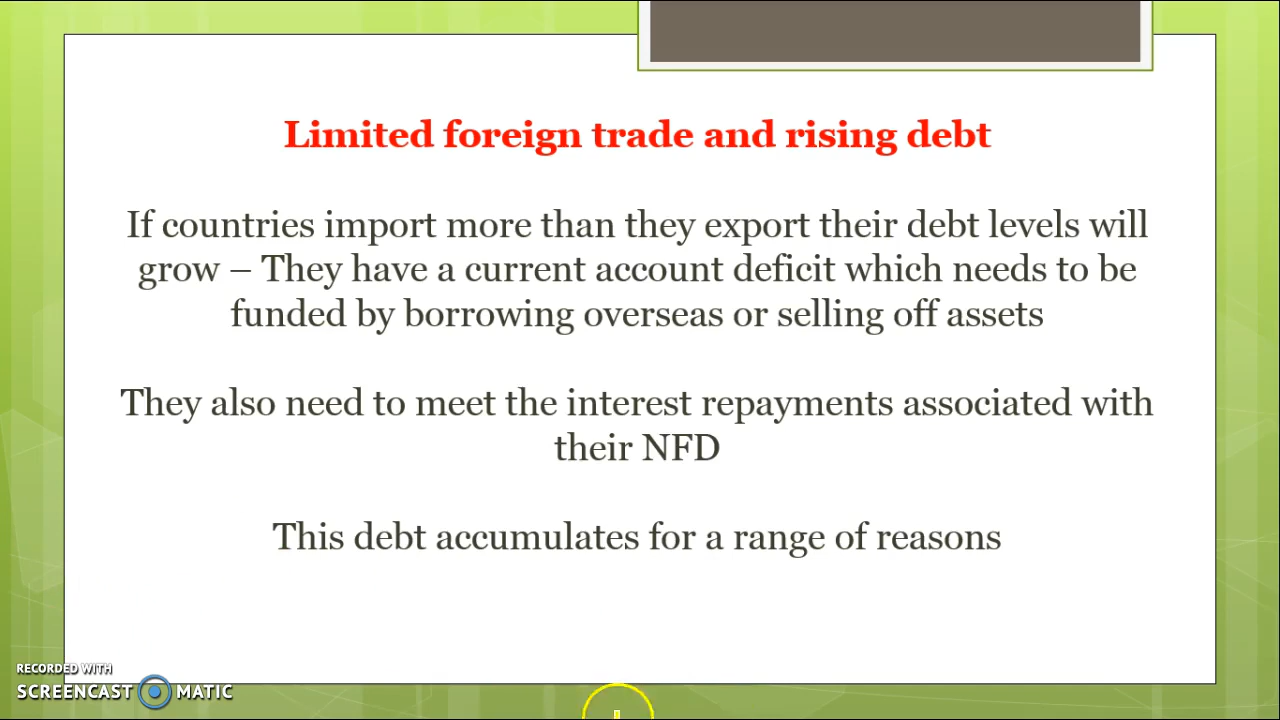 Limited foreign trade and rising debt
If countries import more than they export their debt levels will
grow – They have a current account deficit which needs to be
funded by borrowing overseas or selling off assets
They also need to meet the interest repayments associated with
their NFD
This debt accumulates for a range of reasons
RECORDED WITH
SCREENCAST MATIC